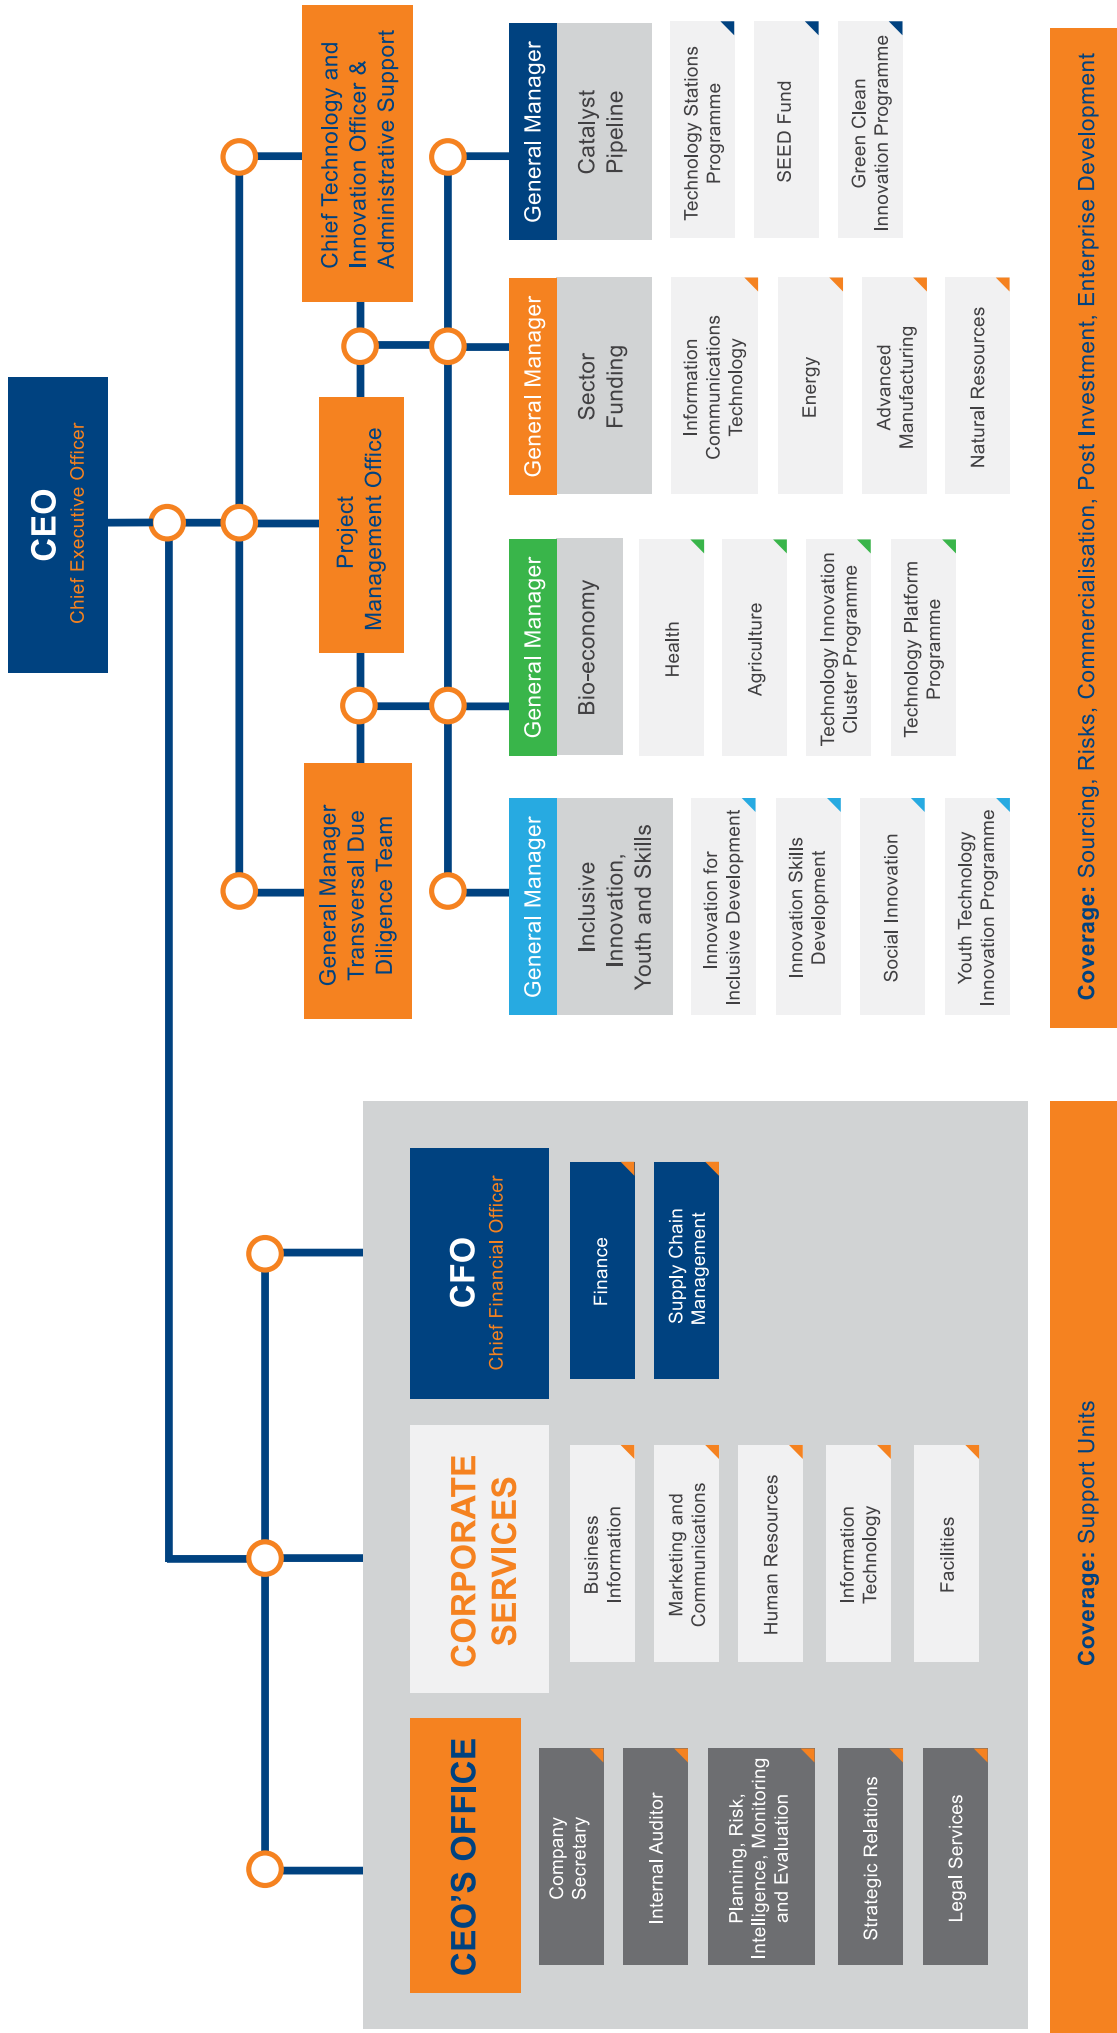 CEO
Chief Executive Officer
General Manager
Transversal Due
Diligence Team
Project
Management Office
Chief Technology and
Innovation Officer &
Administrative Support
CEO'S OFFICE
Company
Secretary
Internal Auditor
Planning, Risk,
Intelligence, Monitoring
and Evaluation
Strategic Relations
Legal Services
CORPORATE
SERVICES
Business
Information
Marketing and
Communications
Human Resources
Information
Technology
Facilities
CFO
Chief Financial Officer
Finance
Supply Chain
Management
General Manager
Inclusive
Innovation,
Youth and Skills
Innovation for
Inclusive Development
Innovation Skills
Development
Social Innovation
Youth Technology
Innovation Programme
General Manager
Bio-economy
Health
Agriculture
Technology Innovation
Cluster Programme
Technology Platform
Programme
General Manager
Sector
Funding
Information
Communications
Technology
Energy
Advanced
Manufacturing
Natural Resources
General Manager
Catalyst
Pipeline
Technology Stations
Programme
SEED Fund
Green Clean
Innovation Programme
Coverage: Support Units
Coverage: Sourcing, Risks, Commercialisation, Post Investment, Enterprise Development